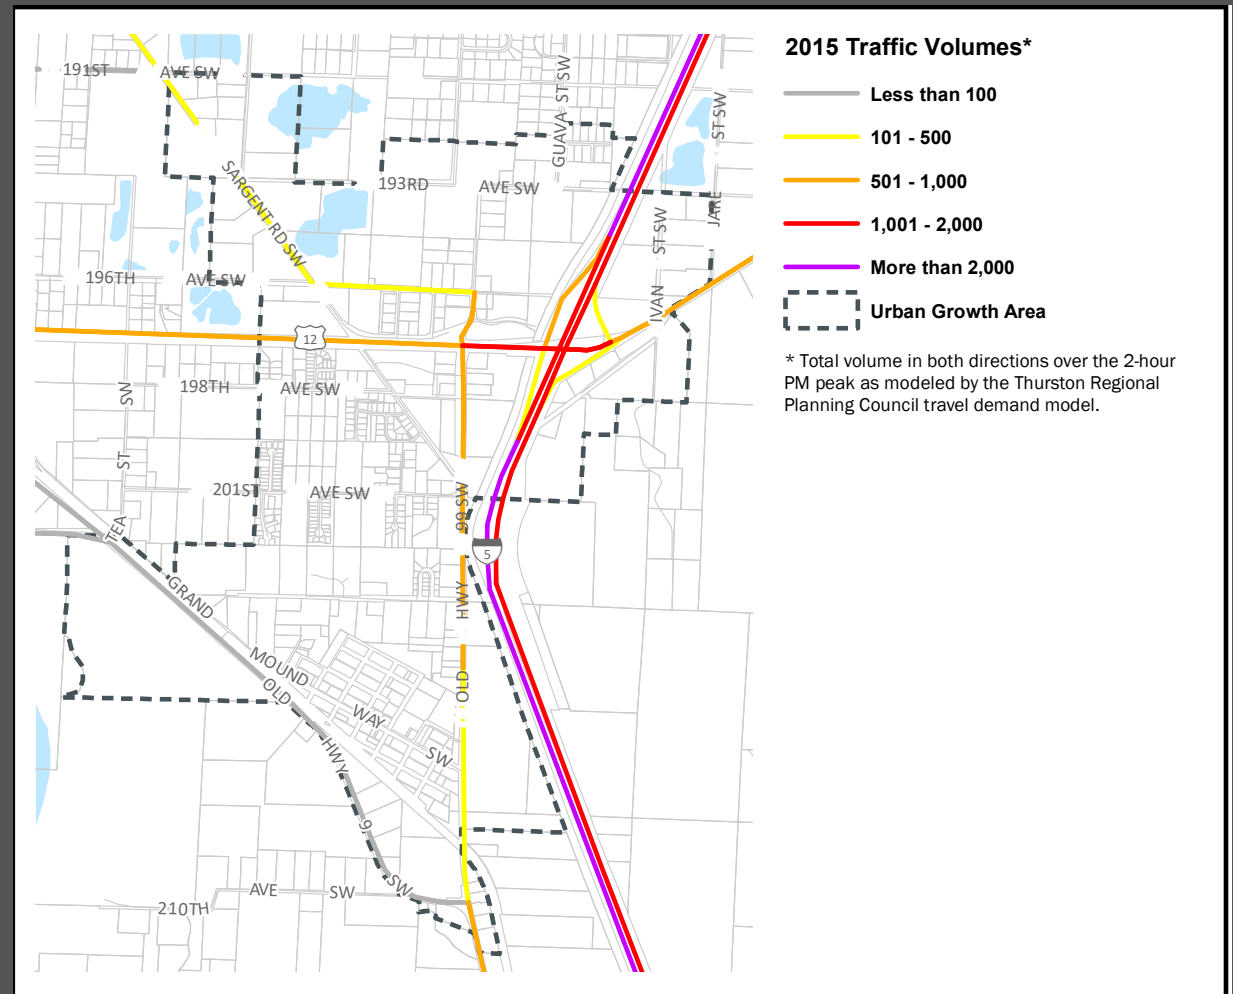 2015 Traffic Volumes*
Less than 100
101 - 500
501 - 1,000
1,001 - 2,000
More than 2,000
Urban Growth Area
* Total volume in both directions over the 2-hour
PM peak as modeled by the Thurston Regional
Planning Council travel demand model.
191ST AVE SW
GUAVA ST SW
JARE ST SW
SARGENT RD SW
193RD AVE SW
IVAN ST SW
196TH AVE SW
12
198TH AVE SW
TEA ST SW
201ST AVE SW
OLD HWY 99 SW
5
GRAND MOUND WAY SW
OLD HWY 9 SW
210TH AVE SW